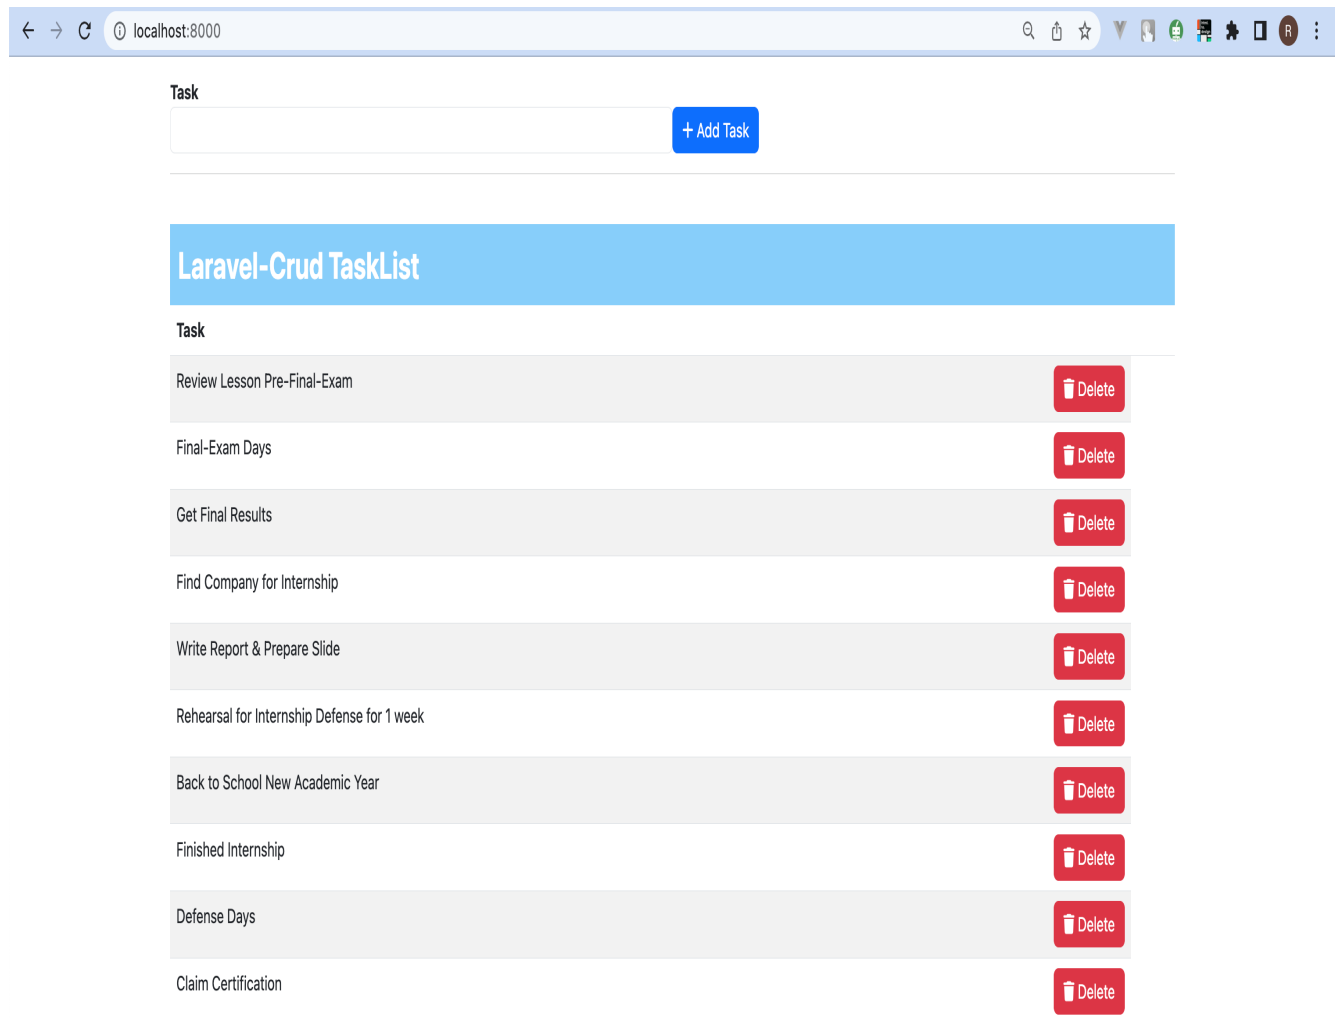 localhost:8000
R
Task
+ Add Task
Laravel-Crud TaskList
Task
Review Lesson Pre-Final-Exam
Delete
Final-Exam Days
Delete
Get Final Results
Delete
Find Company for Internship
Delete
Write Report & Prepare Slide
Delete
Rehearsal for Internship Defense for 1 week
Delete
Back to School New Academic Year
Delete
Finished Internship
Delete
Defense Days
Delete
Claim Certification
Delete